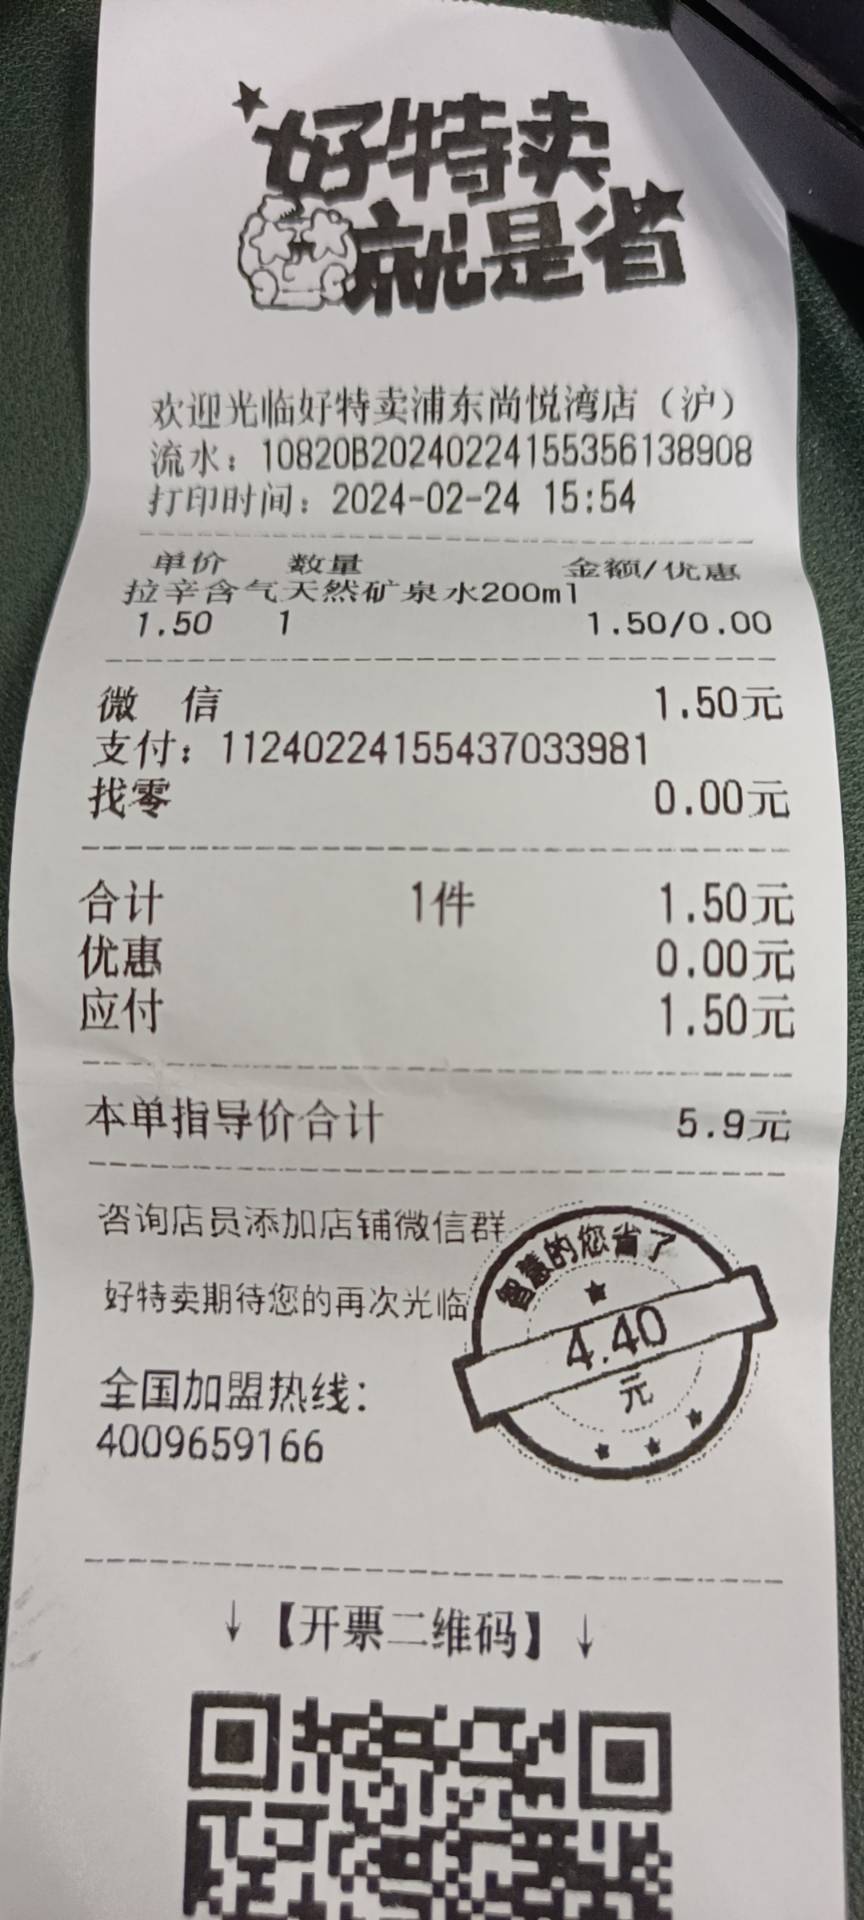 好特卖
就是省
欢迎光临好特卖浦东尚悦湾店（沪）
流水：10820B20240224155356138908
打印时间：2024-02-24 15:54
单价 数量 金额/优惠
拉辛含气天然矿泉水200ml
1.50 1 1.50/0.00
微 信 1.50元
支付：11240224155437033981
找零 0.00元
合计 1件 1.50元
优惠 0.00元
应付 1.50元
本单指导价合计 5.9元
咨询店员添加店铺微信群
好特卖期待您的再次光临
智慧的您省了
4.40
元
全国加盟热线：
4009659166
↓【开票二维码】↓